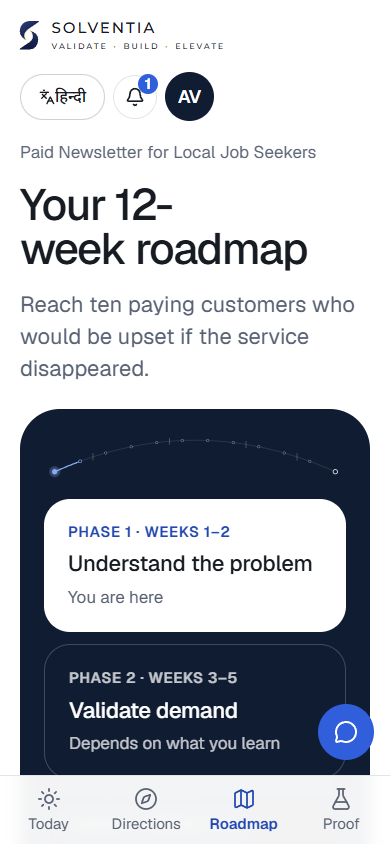 SOLVENTIA
VALIDATE · BUILD · ELEVATE
हिन्दी
1
AV
Paid Newsletter for Local Job Seekers
Your 12-
week roadmap
Reach ten paying customers who
would be upset if the service
disappeared.
PHASE 1 · WEEKS 1–2
Understand the problem
You are here
PHASE 2 · WEEKS 3–5
Validate demand
Depends on what you learn
Today
Directions
Roadmap
Proof